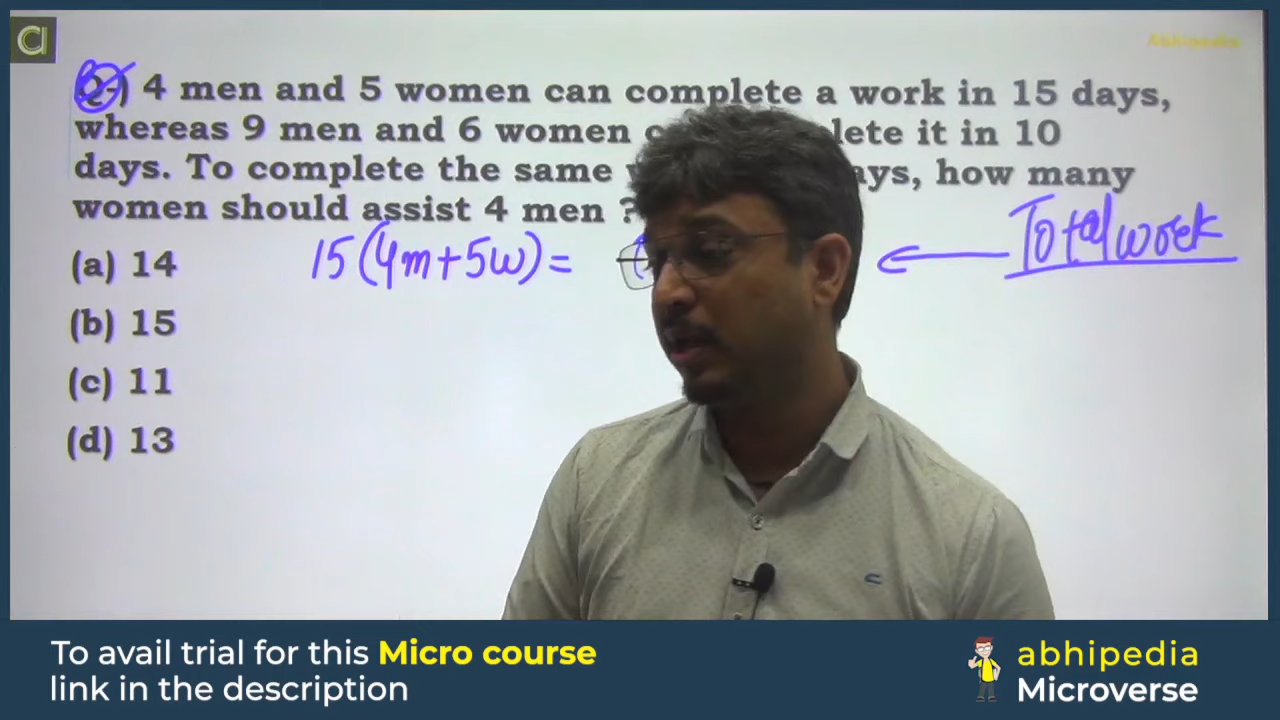 Abhipedia
Q-) 4 men and 5 women can complete a work in 15 days,
whereas 9 men and 6 women lete it in 10
days. To complete the same ays, how many
women should assist 4 men ?
15(4m+5w)= Total work
(a) 14
(b) 15
(c) 11
(d) 13
To avail trial for this Micro course
link in the description
abhipedia
Microverse